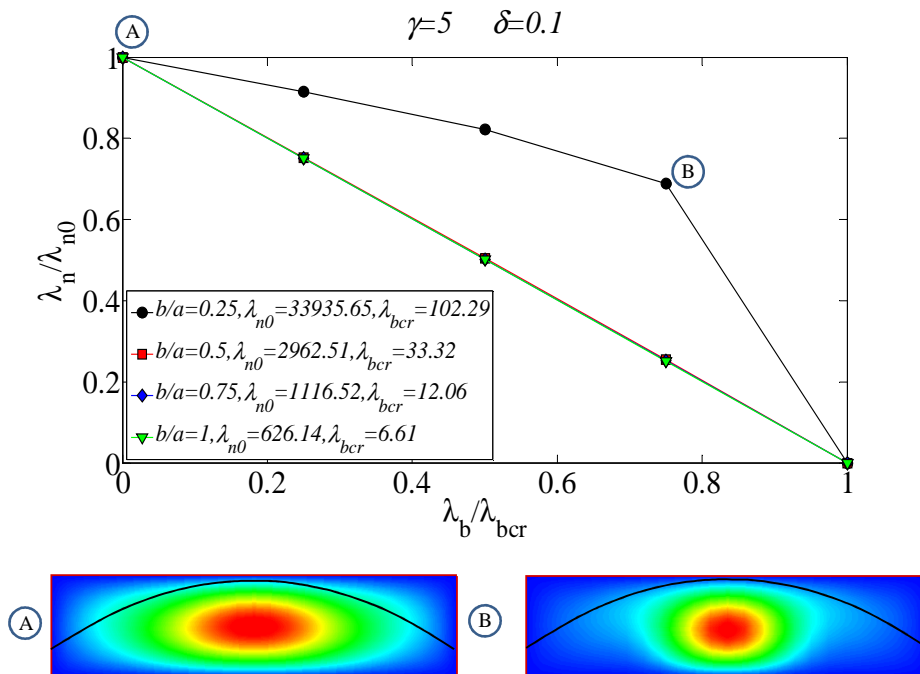 γ=5 δ=0.1
A
1
0.8
0.6
0.4
0.2
0
λn/λn0
B
b/a=0.25,λn0=33935.65,λbcr=102.29
b/a=0.5,λn0=2962.51,λbcr=33.32
b/a=0.75,λn0=1116.52,λbcr=12.06
b/a=1,λn0=626.14,λbcr=6.61
0 0.2 0.4 0.6 0.8 1
λb/λbcr
A B